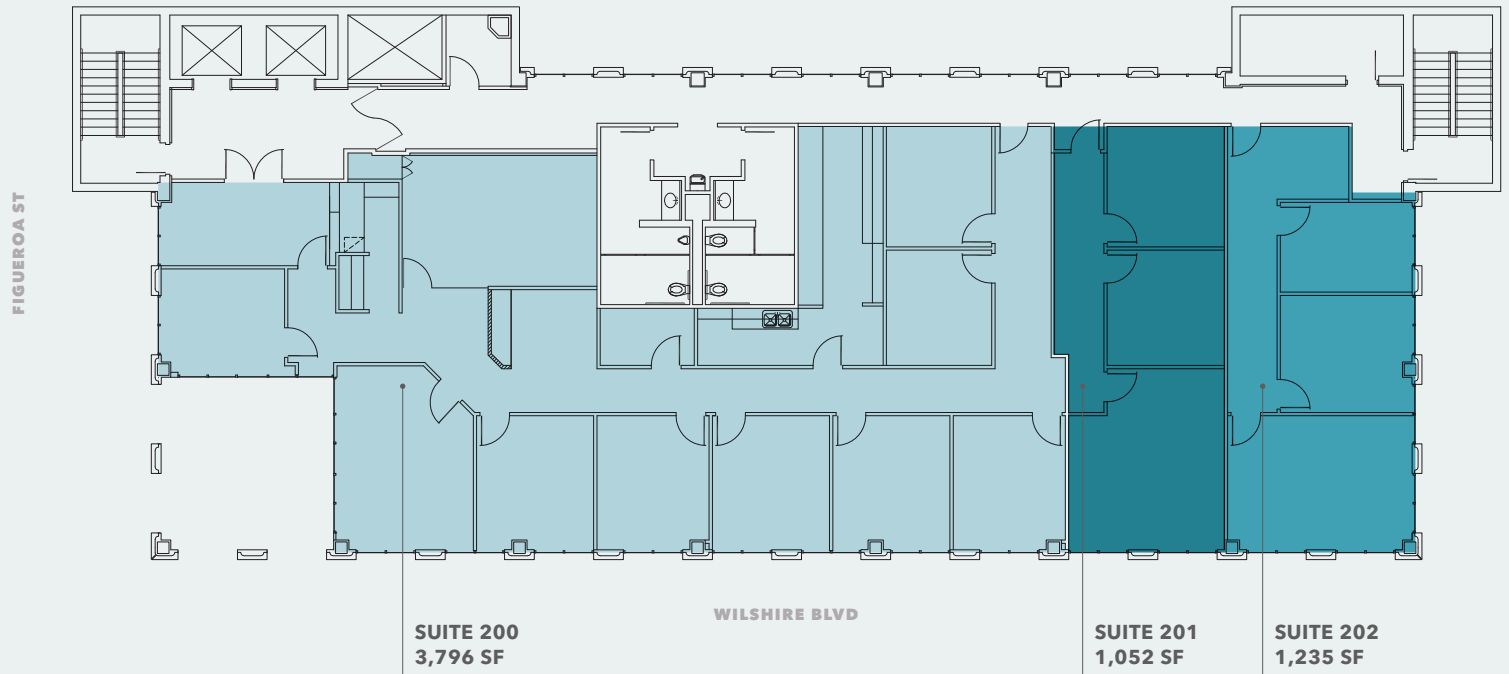 FIGUEROA ST
WILSHIRE BLVD
SUITE 200
3,796 SF
SUITE 201
1,052 SF
SUITE 202
1,235 SF